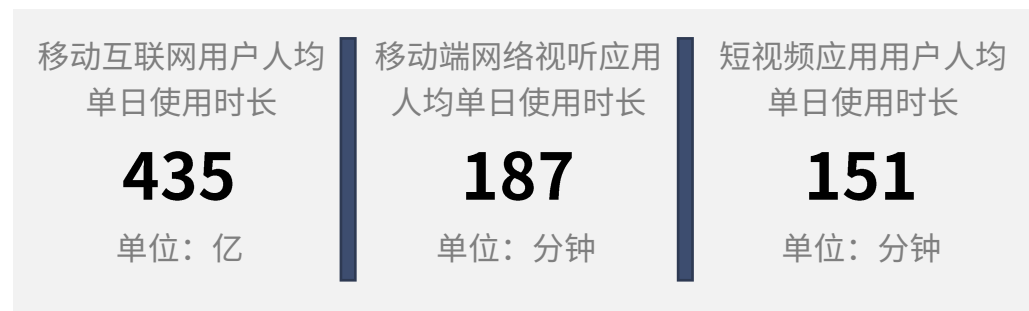 移动互联网用户人均
单日使用时长
435
单位：亿
移动端网络视听应用
人均单日使用时长
187
单位：分钟
短视频应用用户人均
单日使用时长
151
单位：分钟